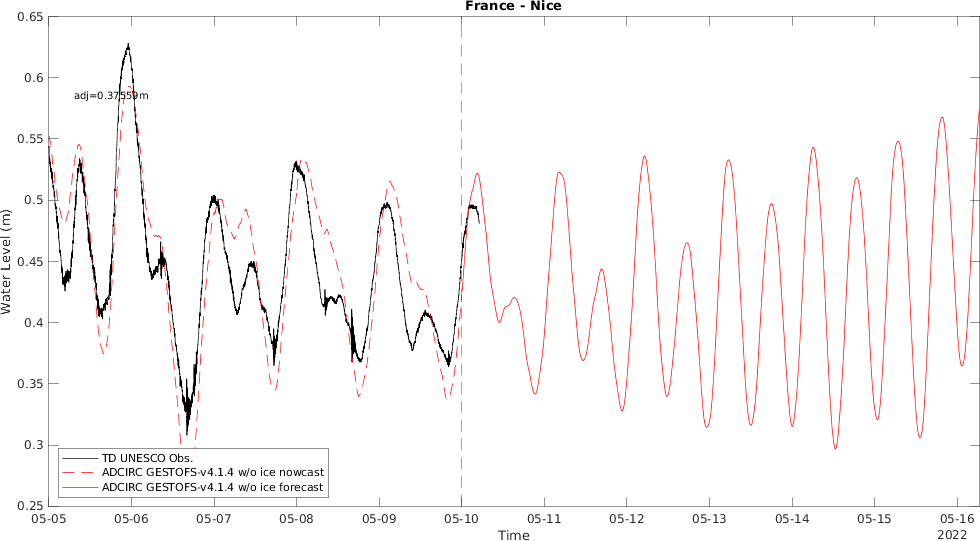 France - Nice
0.65
0.6
adj=0.37559m
0.55
0.5
0.45
0.4
0.35
0.3
0.25
Water Level (m)
TD UNESCO Obs.
ADCIRC GESTOFS-v4.1.4 w/o ice nowcast
ADCIRC GESTOFS-v4.1.4 w/o ice forecast
05-05 05-06 05-07 05-08 05-09 05-10 05-11 05-12 05-13 05-14 05-15 05-16
Time
2022